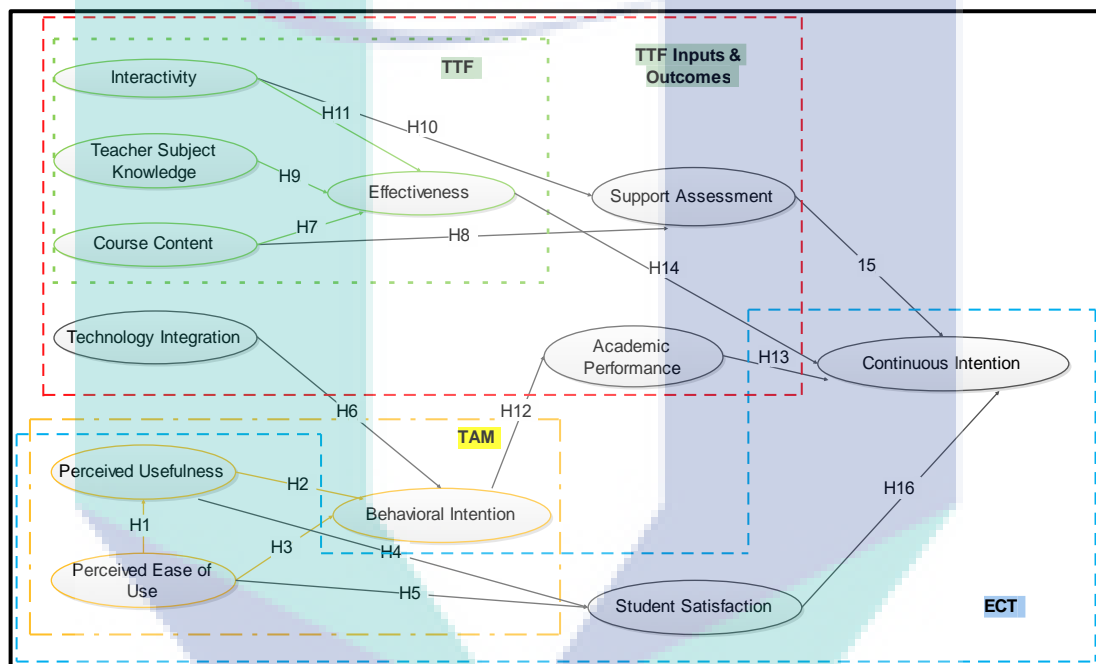 TTF
TTF Inputs &
Outcomes
Interactivity
H11
H10
Teacher Subject
Knowledge
H9
Effectiveness
Support Assessment
H7
Course Content
H8
H14
15
Technology Integration
Academic
Performance
H13
Continuous Intention
H6
H12
TAM
Perceived Usefulness
H2
Behavioral Intention
H16
H1
H3
H4
Perceived Ease of
Use
H5
Student Satisfaction
ECT